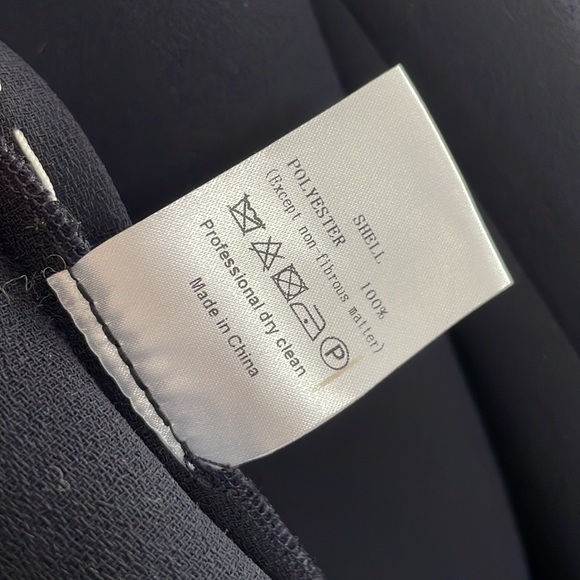 SHELL 100%
POLYESTER
(Except non-fibrous matter)
P
Professional dry clean
Made in China